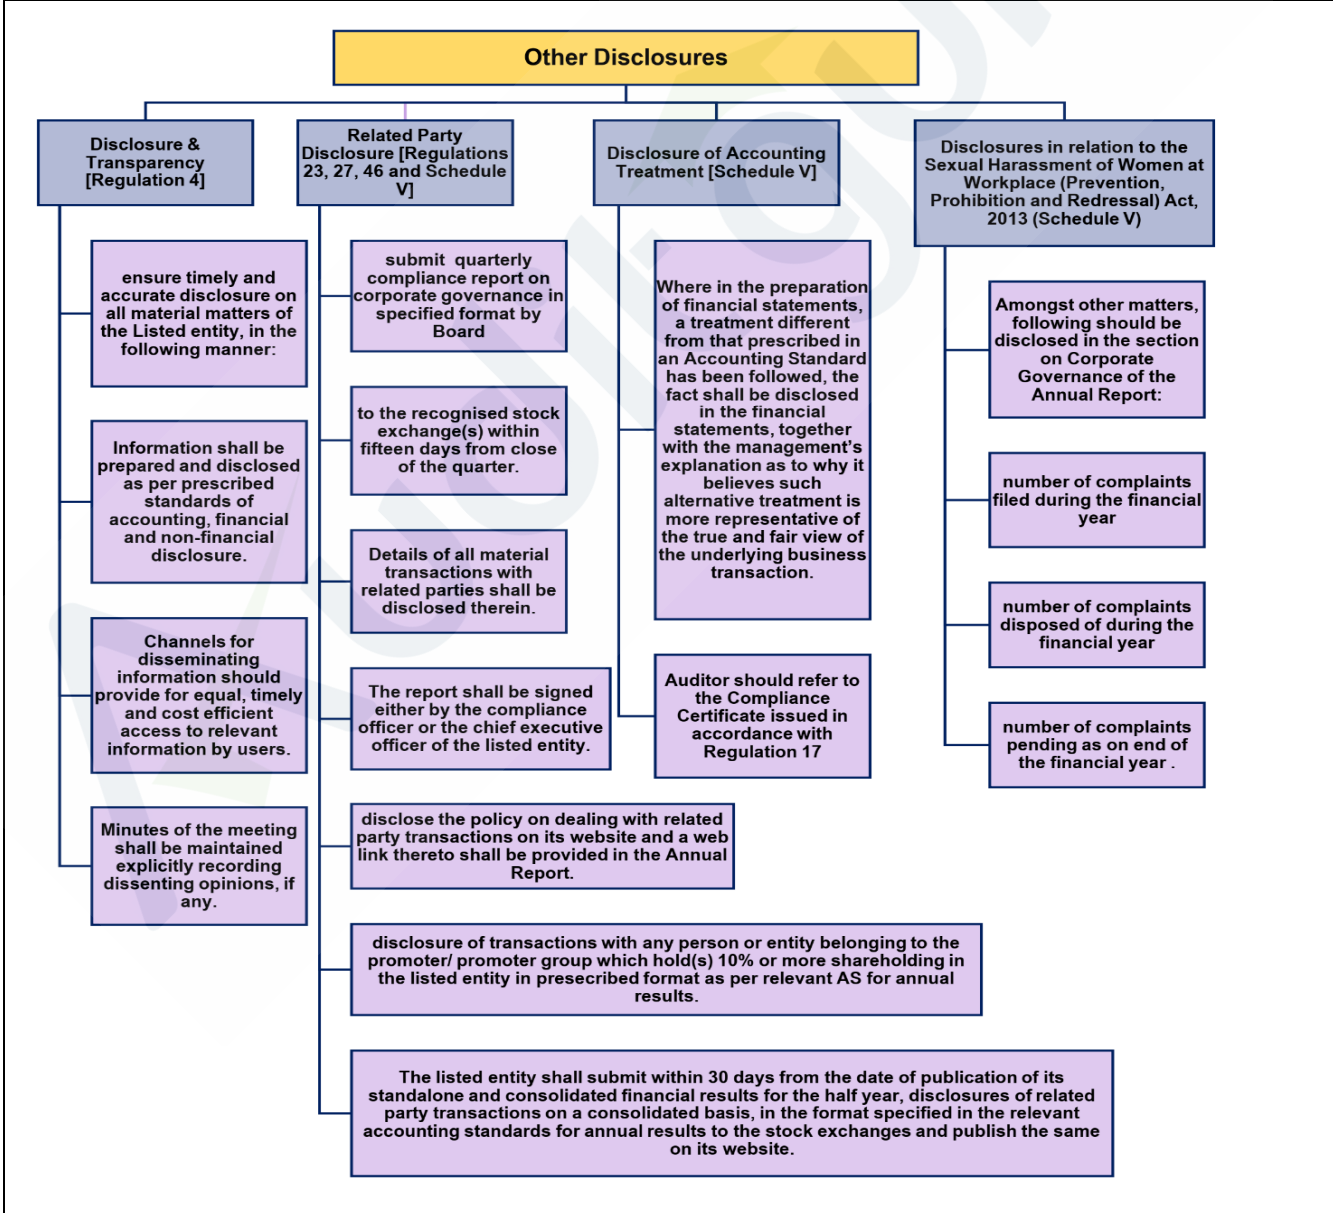 Other Disclosures
Disclosure &
Transparency
[Regulation 4]
ensure timely and
accurate disclosure on
all material matters
of the Listed entity, in the
following manner:
Information shall be
prepared and disclosed
as per prescribed
standards of
accounting, financial
and non-financial
disclosure.
Channels for
disseminating
information should
provide for equal, timely
and cost efficient
access to relevant
information by users.
Minutes of the meeting
shall be maintained
explicitly recording
dissenting opinions, if
any.
Related Party
Disclosure [Regulations
23, 27, 46 and Schedule
V]
submit quarterly
compliance report on
corporate governance in
specified format by
Board
to the recognised stock
exchange(s) within
fifteen days from close
of the quarter.
Details of all material
transactions with
related parties shall be
disclosed therein.
The report shall be signed
either by the compliance
officer or the chief executive
officer of the listed entity.
disclose the policy on dealing with related
party transactions on its website and a web
link thereto shall be provided in the Annual
Report.
disclosure of transactions with any person or entity belonging to the
promoter/ promoter group which hold(s) 10% or more shareholding in
the listed entity in presecribed format as per relevant AS for annual
results.
The listed entity shall submit within 30 days from the date of publication of its
standalone and consolidated financial results for the half year, disclosures of related
party transactions on a consolidated basis, in the format specified in the relevant
accounting standards for annual results to the stock exchanges and publish the same
on its website.
Disclosure of Accounting
Treatment [Schedule V]
Where in the preparation
of financial statements,
a treatment different
from that prescribed in
an Accounting Standard
has been followed, the
fact shall be disclosed
in the financial
statements, together
with the management's
explanation as to why it
believes such
alternative treatment is
more representative of
the true and fair view of
the underlying business
transaction.
Auditor should refer to
the Compliance
Certificate issued in
accordance with
Regulation 17
Disclosures in relation to the
Sexual Harassment of Women at
Workplace (Prevention,
Prohibition and Redressal) Act,
2013 (Schedule V)
Amongst other matters,
following should be
disclosed in the section
on Corporate
Governance of the
Annual Report:
number of complaints
filed during the financial
year
number of complaints
disposed of during the
financial year
number of complaints
pending as on end of
the financial year .